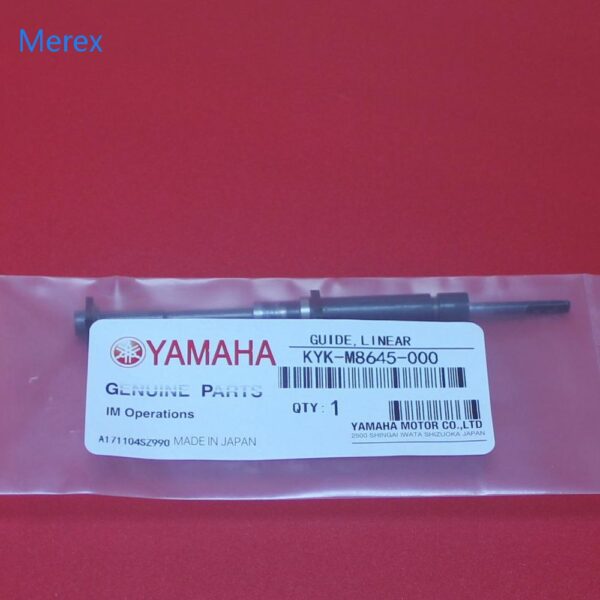 Merex
YAMAHA
GENUINE PARTS
IM Operations
A171104SZ990 MADE IN JAPAN
GUIDE, LINEAR
KYK-M8645-000
QTY: 1
YAMAHA MOTOR CO.,LTD
2500 SHINGAI IWATA SHIZUOKA JAPAN